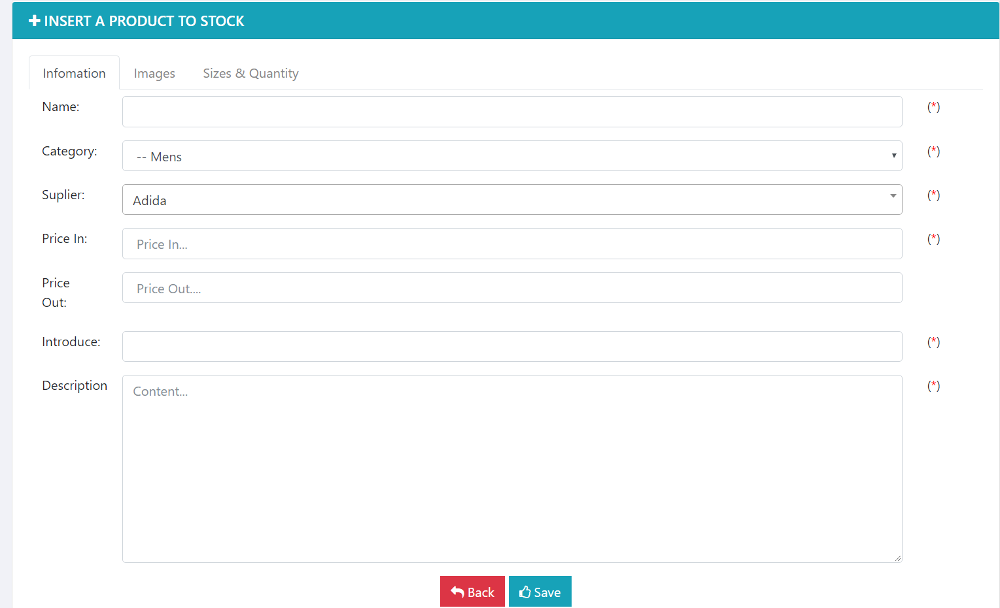 INSERT A PRODUCT TO STOCK
Infomation Images Sizes & Quantity
Name: (*)
Category: -- Mens (*)
Suplier: Adida (*)
Price In: Price In... (*)
Price Out: Price Out....
Introduce: (*)
Description Content... (*)
Back Save